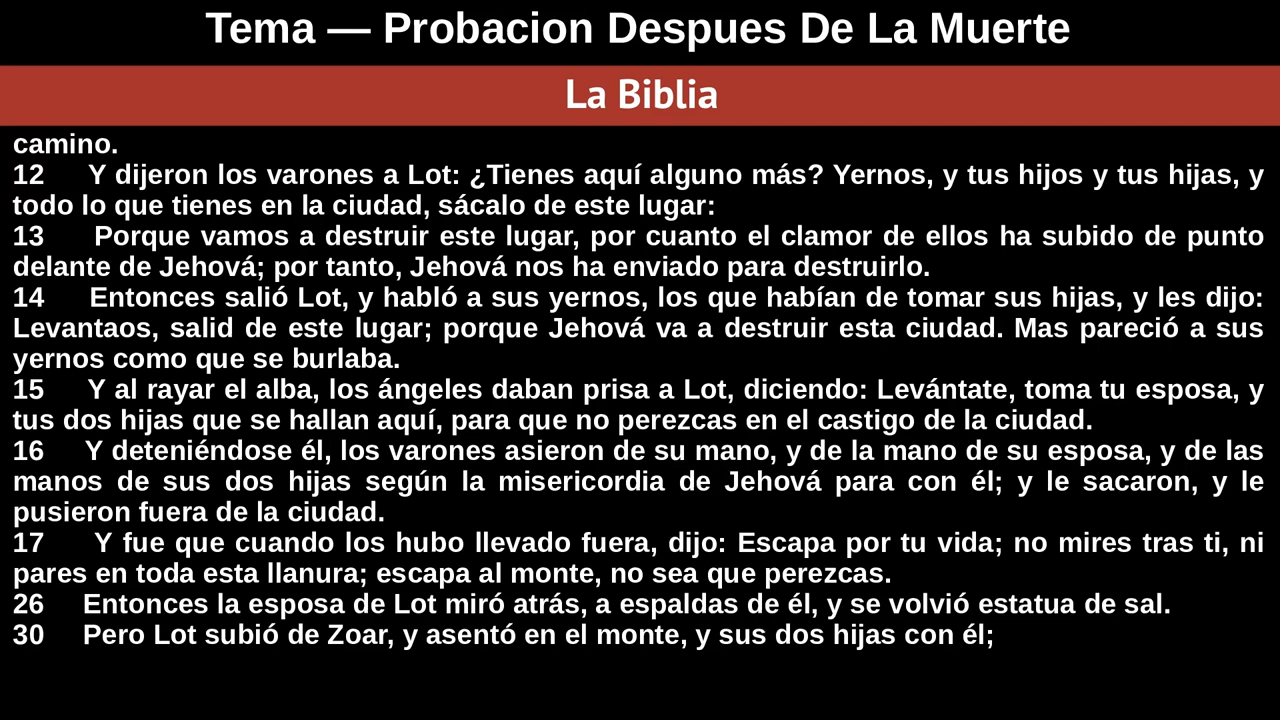 Tema — Probacion Despues De La Muerte
La Biblia
camino.
12 Y dijeron los varones a Lot: ¿Tienes aquí alguno más? Yernos, y tus hijos y tus hijas, y
todo lo que tienes en la ciudad, sácalo de este lugar:
13 Porque vamos a destruir este lugar, por cuanto el clamor de ellos ha subido de punto
delante de Jehová; por tanto, Jehová nos ha enviado para destruirlo.
14 Entonces salió Lot, y habló a sus yernos, los que habían de tomar sus hijas, y les dijo:
Levantaos, salid de este lugar; porque Jehová va a destruir esta ciudad. Mas pareció a sus
yernos como que se burlaba.
15 Y al rayar el alba, los ángeles daban prisa a Lot, diciendo: Levántate, toma tu esposa, y
tus dos hijas que se hallan aquí, para que no perezcas en el castigo de la ciudad.
16 Y deteniéndose él, los varones asieron de su mano, y de la mano de su esposa, y de las
manos de sus dos hijas según la misericordia de Jehová para con él; y le sacaron, y le
pusieron fuera de la ciudad.
17 Y fue que cuando los hubo llevado fuera, dijo: Escapa por tu vida; no mires tras ti, ni
pares en toda esta llanura; escapa al monte, no sea que perezcas.
26 Entonces la esposa de Lot miró atrás, a espaldas de él, y se volvió estatua de sal.
30 Pero Lot subió de Zoar, y asentó en el monte, y sus dos hijas con él;